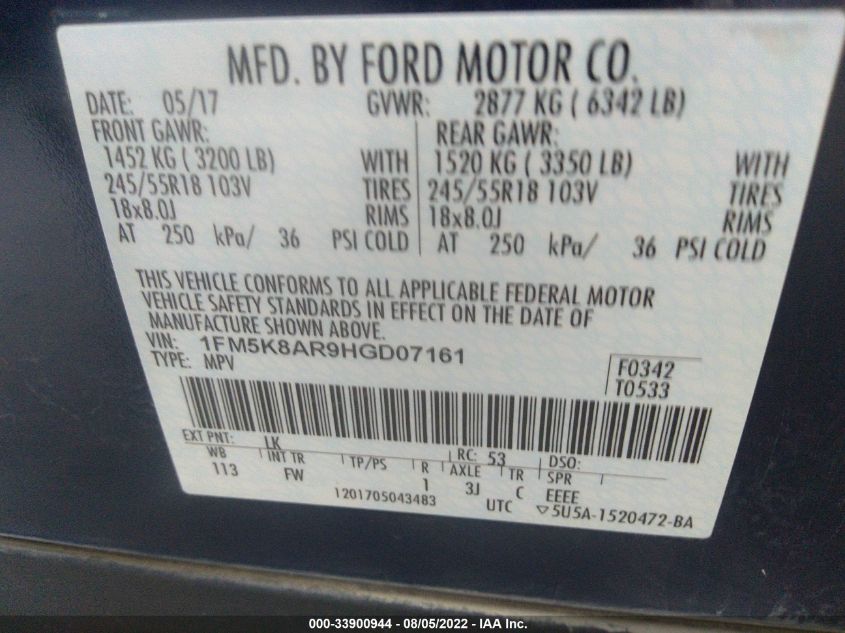 MFD. BY FORD MOTOR CO.
DATE: 05/17 GVWR: 2877 KG ( 6342 LB)
FRONT GAWR: REAR GAWR:
1452 KG ( 3200 LB) WITH 1520 KG ( 3350 LB) WITH
245/55R18 103V TIRES 245/55R18 103V TIRES
18x8.0J RIMS 18x8.0J RIMS
AT 250 kPa/ 36 PSI COLD AT 250 kPa/ 36 PSI COLD
THIS VEHICLE CONFORMS TO ALL APPLICABLE FEDERAL MOTOR
VEHICLE SAFETY STANDARDS IN EFFECT ON THE DATE OF
MANUFACTURE SHOWN ABOVE.
VIN: 1FM5K8AR9HGD07161
TYPE: MPV
F0342
T0533
EXT PNT: LK RC: 53 DSO:
WB INT TR TP/PS R AXLE TR SPR
113 FW 1 3J C EEEE
1201705043483 UTC ▽5U5A-1520472-BA
000-33900944 - 08/05/2022 - IAA Inc.